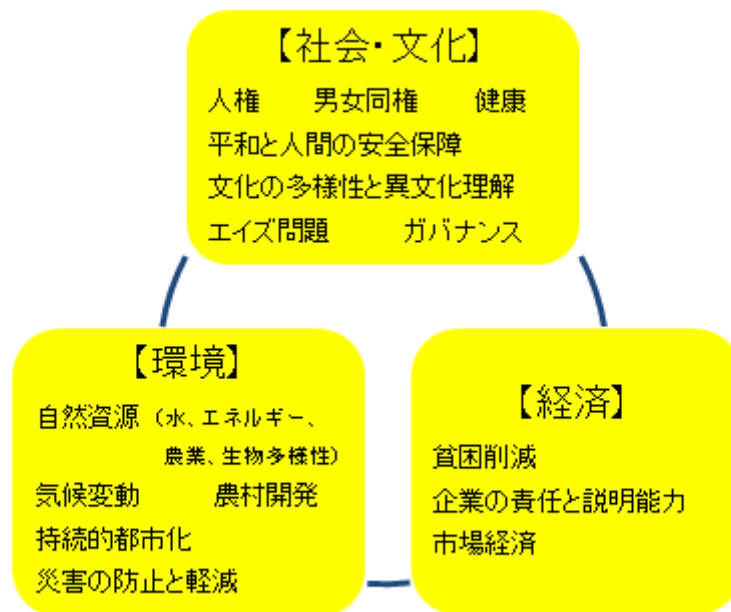 【社会・文化】
人権　男女同権　健康
平和と人間の安全保障
文化の多様性と異文化理解
エイズ問題　ガバナンス
【環境】
自然資源（水、エネルギー、
農業、生物多様性）
気候変動　農村開発
持続的都市化
災害の防止と軽減
【経済】
貧困削減
企業の責任と説明能力
市場経済